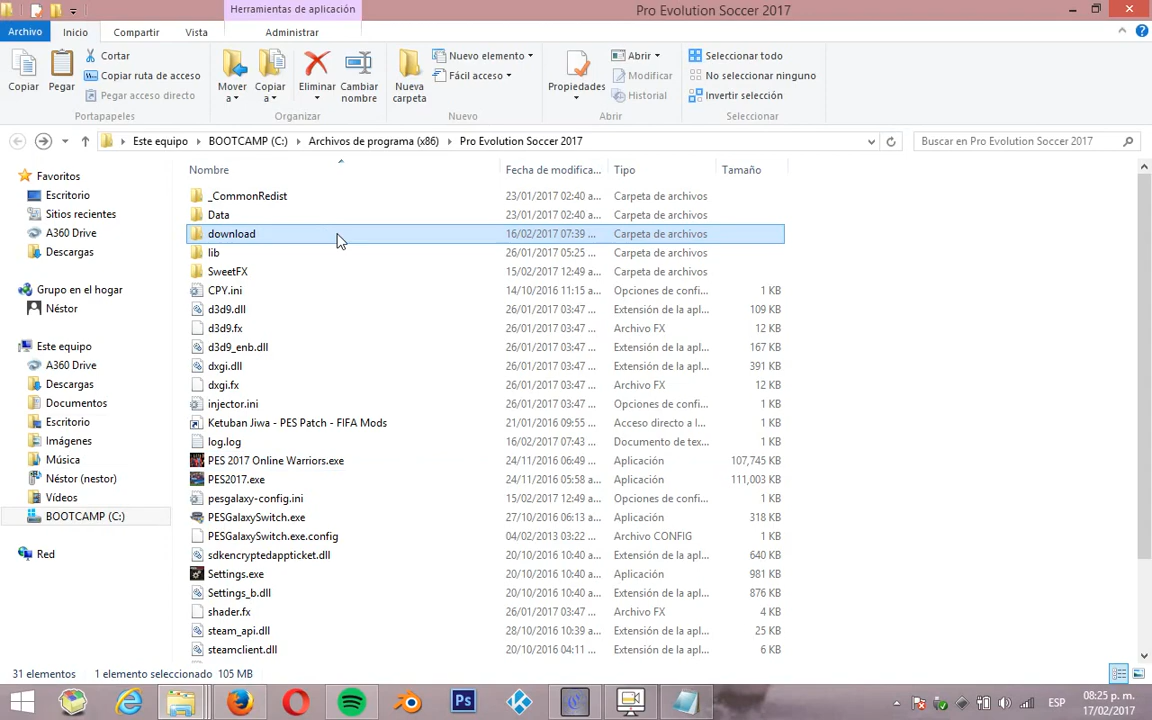 Herramientas de aplicación
Pro Evolution Soccer 2017
Archivo
Inicio
Compartir
Vista
Administrar
Copiar
Pegar
Cortar
Copiar ruta de acceso
Pegar acceso directo
Portapapeles
Mover a
Copiar a
Eliminar
Cambiar nombre
Organizar
Nueva carpeta
Nuevo elemento
Fácil acceso
Nuevo
Propiedades
Abrir
Modificar
Historial
Abrir
Seleccionar todo
No seleccionar ninguno
Invertir selección
Seleccionar
Este equipo
BOOTCAMP (C:)
Archivos de programa (x86)
Pro Evolution Soccer 2017
Buscar en Pro Evolution Soccer 2017
Favoritos
Escritorio
Sitios recientes
A360 Drive
Descargas
Grupo en el hogar
Néstor
Este equipo
A360 Drive
Descargas
Documentos
Escritorio
Imágenes
Música
Néstor (nestor)
Vídeos
BOOTCAMP (C:)
Red
Nombre Fecha de modifica... Tipo Tamaño
_CommonRedist 23/01/2017 02:40 a... Carpeta de archivos
Data 23/01/2017 02:40 a... Carpeta de archivos
download 16/02/2017 07:39 ... Carpeta de archivos
lib 26/01/2017 05:25 ... Carpeta de archivos
SweetFX 15/02/2017 12:49 a... Carpeta de archivos
CPY.ini 14/10/2016 11:15 a... Opciones de confi... 1 KB
d3d9.dll 26/01/2017 03:47 ... Extensión de la apl... 109 KB
d3d9.fx 26/01/2017 03:47 ... Archivo FX 12 KB
d3d9_enb.dll 26/01/2017 03:47 ... Extensión de la apl... 167 KB
dxgi.dll 26/01/2017 03:47 ... Extensión de la apl... 391 KB
dxgi.fx 26/01/2017 03:47 ... Archivo FX 12 KB
injector.ini 26/01/2017 03:47 ... Opciones de confi... 1 KB
Ketuban Jiwa - PES Patch - FIFA Mods 21/01/2016 09:55 ... Acceso directo a l... 1 KB
log.log 16/02/2017 07:43 ... Documento de tex... 1 KB
PES 2017 Online Warriors.exe 24/11/2016 06:49 ... Aplicación 107,745 KB
PES2017.exe 24/11/2016 05:58 ... Aplicación 111,003 KB
pesgalaxy-config.ini 15/02/2017 12:49 a... Opciones de confi... 1 KB
PESGalaxySwitch.exe 27/10/2016 06:13 ... Aplicación 318 KB
PESGalaxySwitch.exe.config 04/02/2013 03:22 ... Archivo CONFIG 1 KB
sdkencryptedappticket.dll 20/10/2016 10:40 a... Extensión de la apl... 640 KB
Settings.exe 20/10/2016 10:40 a... Aplicación 981 KB
Settings_b.dll 20/10/2016 10:40 a... Extensión de la apl... 876 KB
shader.fx 26/01/2017 03:47 ... Archivo FX 4 KB
steam_api.dll 28/10/2016 10:39 ... Extensión de la apl... 25 KB
steamclient.dll 20/10/2016 04:11 ... Extensión de la apl... 6 KB
31 elementos 1 elemento seleccionado 105 MB
Ps
ESP
08:25 p. m.
17/02/2017